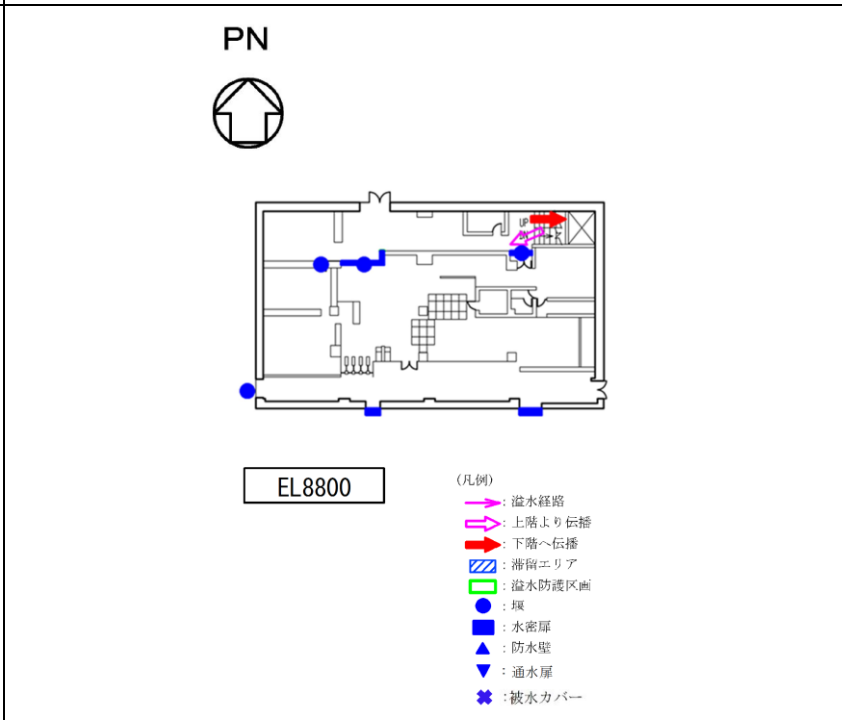 PN
UP
DN
EL8800
(凡例)
: 溢水経路
: 上階より伝播
: 下階へ伝播
: 滞留エリア
: 溢水防護区画
: 堰
: 水密扉
: 防水壁
: 通水扉
:被水カバー